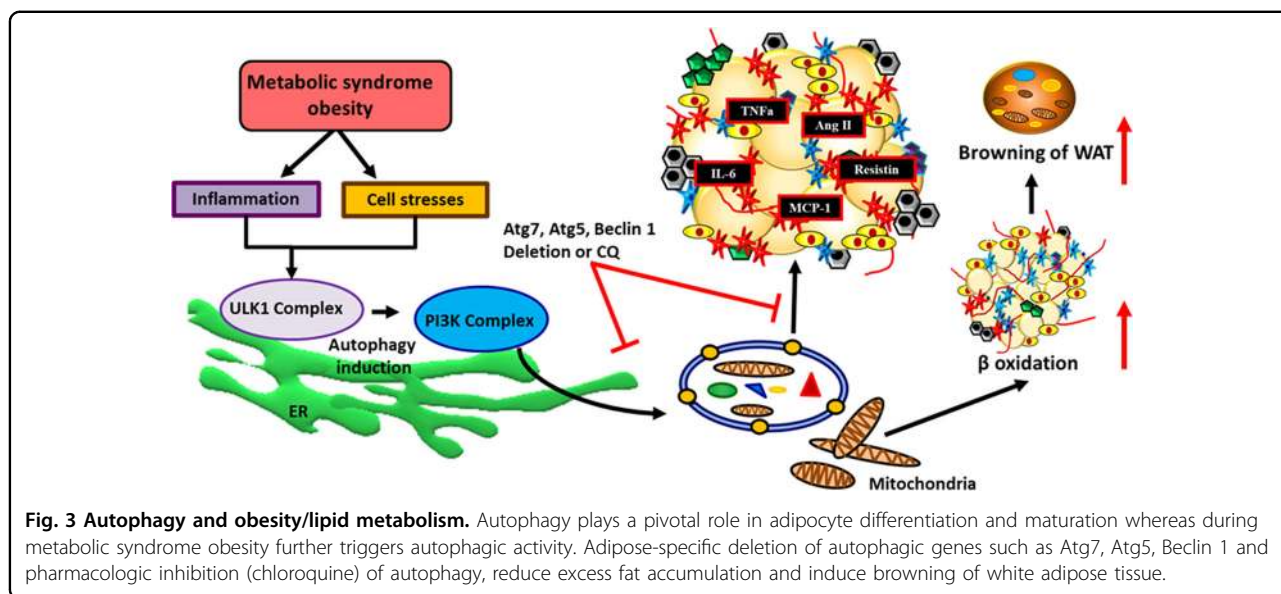 Metabolic syndrome
obesity
Inflammation
Cell stresses
ULK1 Complex
PI3K Complex
Autophagy
induction
ER
Atg7, Atg5, Beclin 1
Deletion or CQ
TNFa
Ang II
IL-6
Resistin
MCP-1
Browning of WAT
β oxidation
Mitochondria
Fig. 3 Autophagy and obesity/lipid metabolism. Autophagy plays a pivotal role in adipocyte differentiation and maturation whereas during
metabolic syndrome obesity further triggers autophagic activity. Adipose-specific deletion of autophagic genes such as Atg7, Atg5, Beclin 1 and
pharmacologic inhibition (chloroquine) of autophagy, reduce excess fat accumulation and induce browning of white adipose tissue.